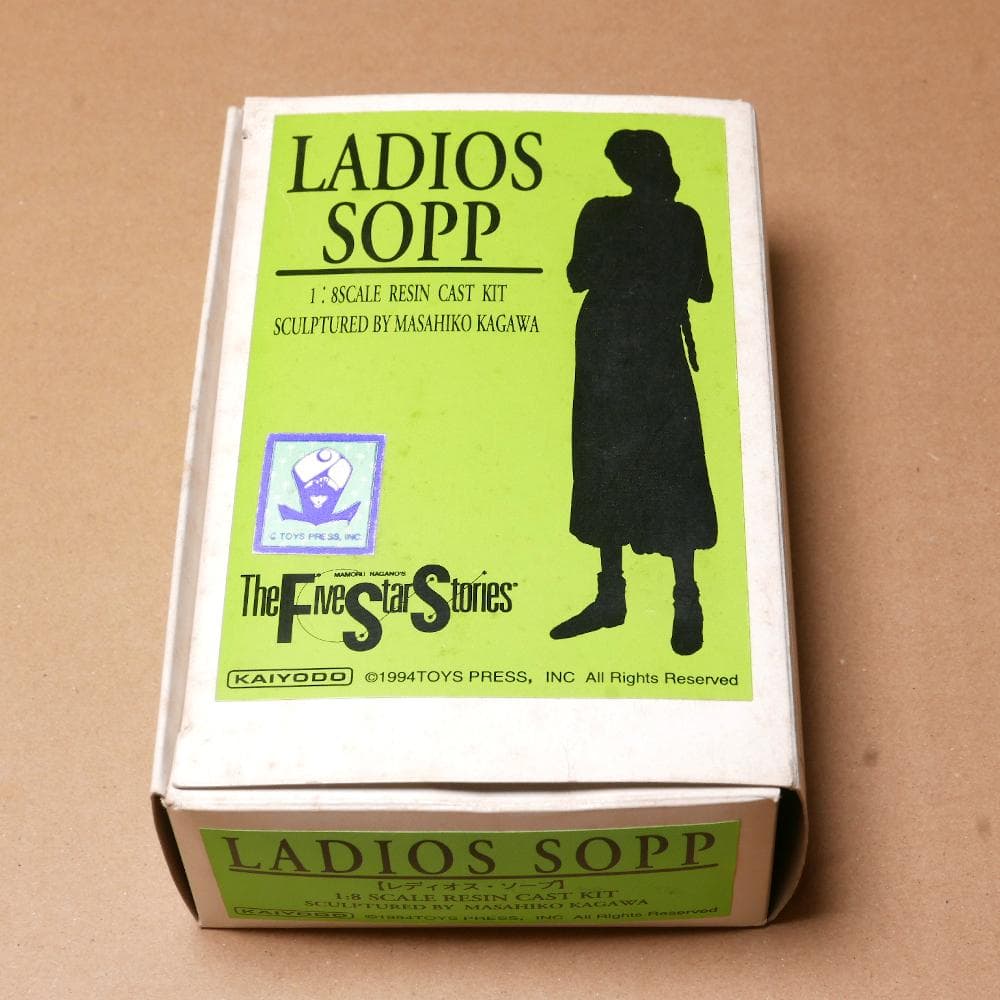 LADIOS
SOPP
1:8SCALE RESIN CAST KIT
SCULPTURED BY MASAHIKO KAGAWA
© TOYS PRESS, INC.
MAMORU NAGANO'S
The Five Star Stories™
KAIYODO ©1994TOYS PRESS, INC All Rights Reserved
LADIOS SOPP
【レディオス・ソープ】
1:8 SCALE RESIN CAST KIT
SCULPTURED BY MASAHIKO KAGAWA
KAIYODO ©1994TOYS PRESS, INC All Rights Reserved